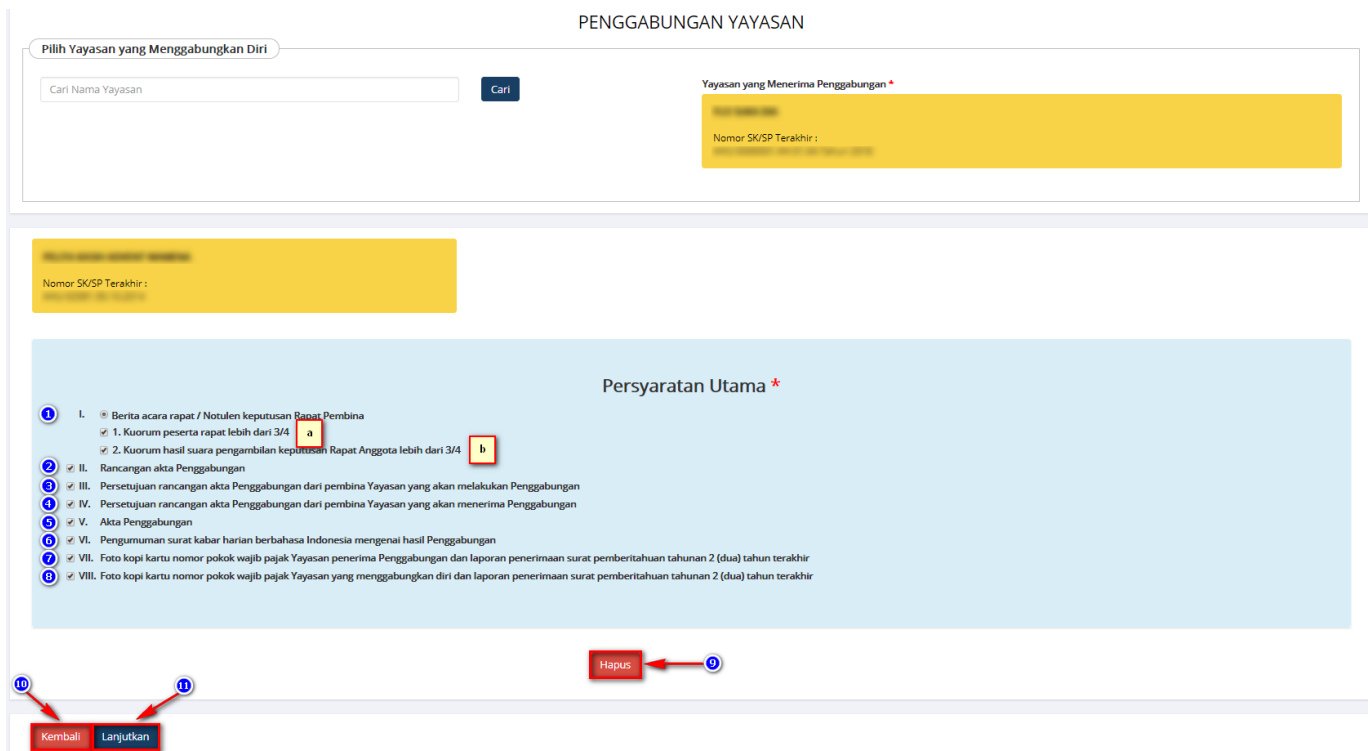 PENGGABUNGAN YAYASAN
Pilih Yayasan yang Menggabungkan Diri
Cari Nama Yayasan
Cari
Yayasan yang Menerima Penggabungan *
Nomor SK/SP Terakhir :
Nomor SK/SP Terakhir :
Persyaratan Utama *
1 I. Berita acara rapat / Notulen keputusan Rapat Pembina
1. Kuorum peserta rapat lebih dari 3/4 a
2. Kuorum hasil suara pengambilan keputusan Rapat Anggota lebih dari 3/4 b
2 II. Rancangan akta Penggabungan
3 III. Persetujuan rancangan akta Penggabungan dari pembina Yayasan yang akan melakukan Penggabungan
4 IV. Persetujuan rancangan akta Penggabungan dari pembina Yayasan yang akan menerima Penggabungan
5 V. Akta Penggabungan
6 VI. Pengumuman surat kabar harian berbahasa Indonesia mengenai hasil Penggabungan
7 VII. Foto kopi kartu nomor pokok wajib pajak Yayasan penerima Penggabungan dan laporan penerimaan surat pemberitahuan tahunan 2 (dua) tahun terakhir
8 VIII. Foto kopi kartu nomor pokok wajib pajak Yayasan yang menggabungkan diri dan laporan penerimaan surat pemberitahuan tahunan 2 (dua) tahun terakhir
Hapus 9
10 11
Kembali Lanjutkan